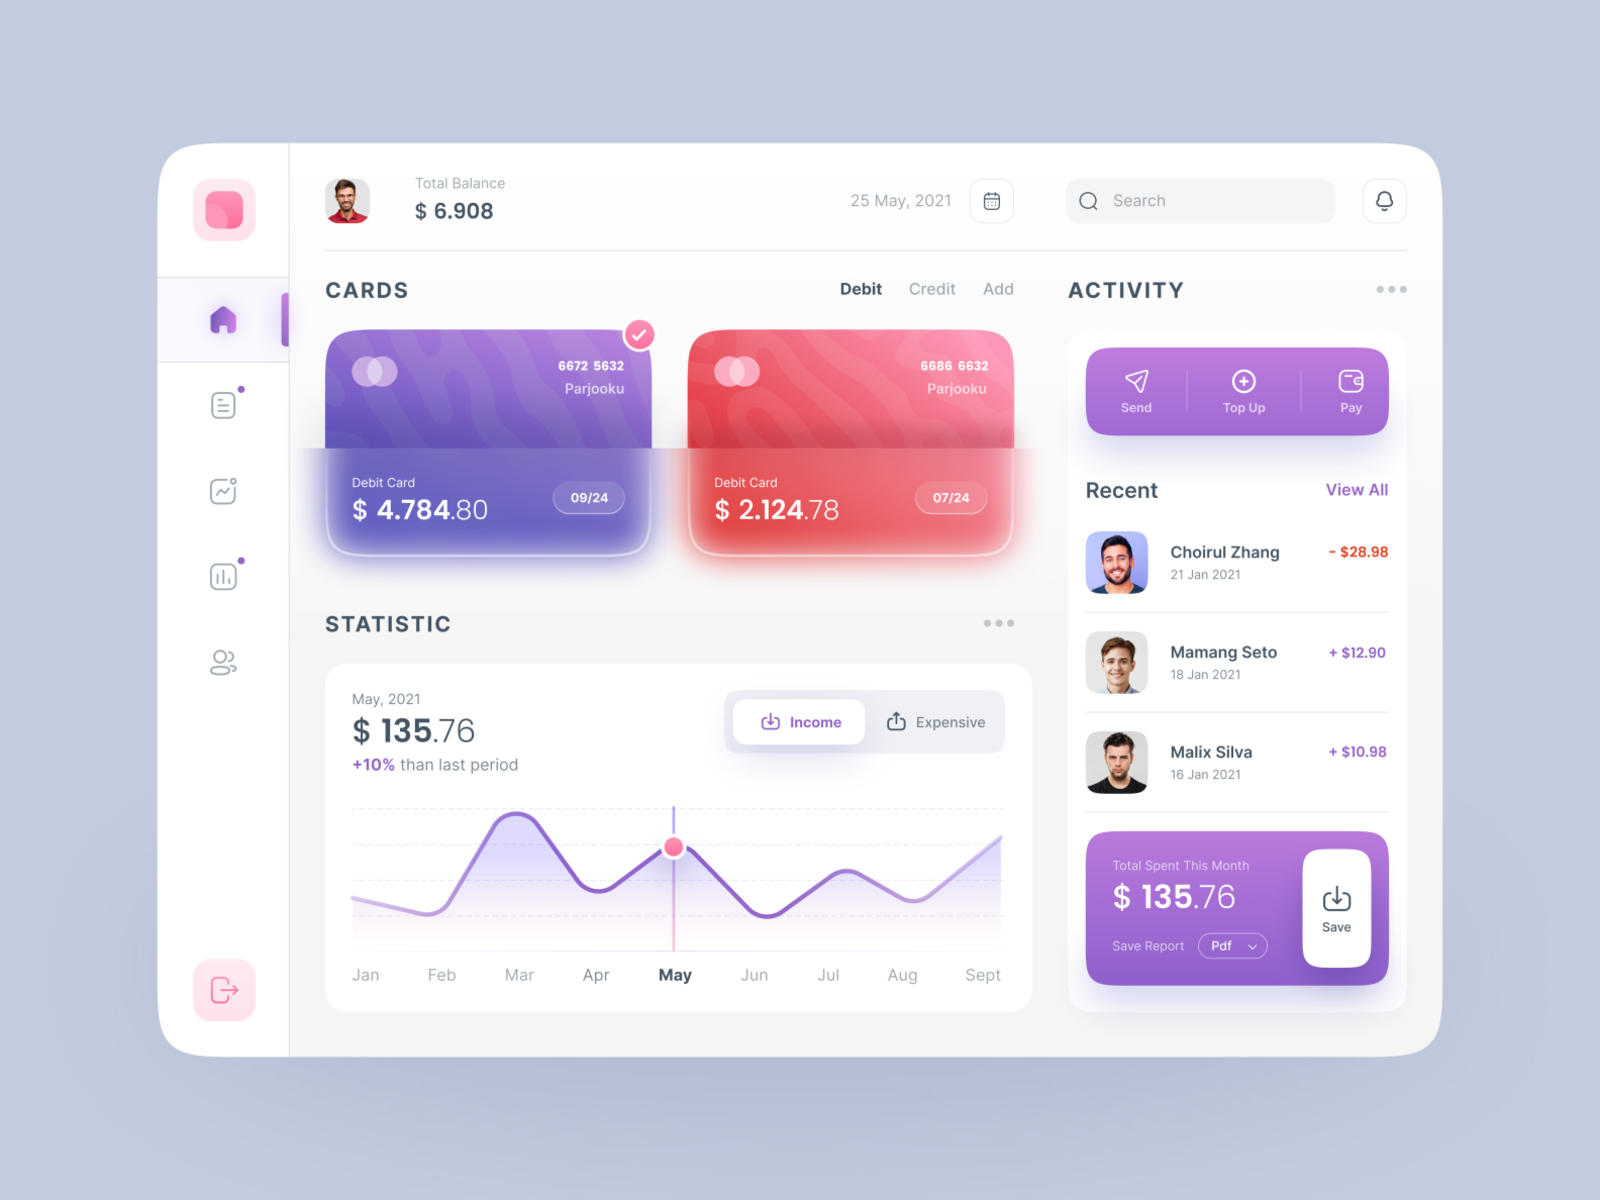 Total Balance
$ 6.908
25 May, 2021
Search
CARDS
Debit Credit Add
6672 5632
Parjooku
Debit Card
$ 4.784.80
09/24
6686 6632
Parjooku
Debit Card
$ 2.124.78
07/24
STATISTIC
May, 2021
$ 135.76
+10% than last period
Income
Expensive
Jan Feb Mar Apr May Jun Jul Aug Sept
ACTIVITY
Send Top Up Pay
Recent
View All
Choirul Zhang
- $28.98
21 Jan 2021
Mamang Seto
+ $12.90
18 Jan 2021
Malix Silva
+ $10.98
16 Jan 2021
Total Spent This Month
$ 135.76
Save Report
Pdf
Save